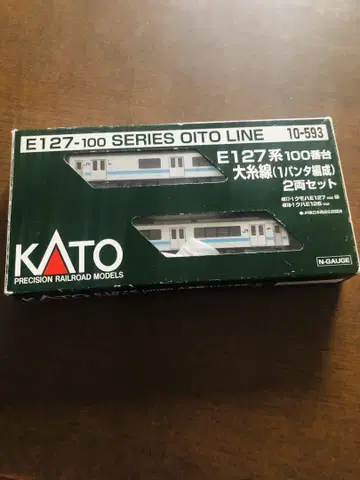 E127-100 SERIES OITO LINE
10-593
E127系100番台
大糸線(1パンタ編成)
2両セット
KATO
PRECISION RAILROAD MODELS
N-GAUGE